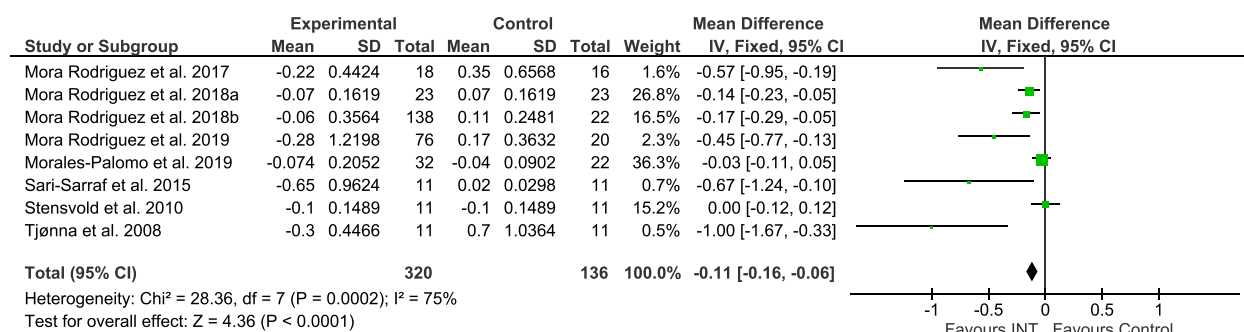 Experimental Control Mean Difference Mean Difference
Study or Subgroup Mean SD Total Mean SD Total Weight IV, Fixed, 95% CI IV, Fixed, 95% CI
Mora Rodriguez et al. 2017 -0.22 0.4424 18 0.35 0.6568 16 1.6% -0.57 [-0.95, -0.19]
Mora Rodriguez et al. 2018a -0.07 0.1619 23 0.07 0.1619 23 26.8% -0.14 [-0.23, -0.05]
Mora Rodriguez et al. 2018b -0.06 0.3564 138 0.11 0.2481 22 16.5% -0.17 [-0.29, -0.05]
Mora Rodriguez et al. 2019 -0.28 1.2198 76 0.17 0.3632 20 2.3% -0.45 [-0.77, -0.13]
Morales-Palomo et al. 2019 -0.074 0.2052 32 -0.04 0.0902 22 36.3% -0.03 [-0.11, 0.05]
Sari-Sarraf et al. 2015 -0.65 0.9624 11 0.02 0.0298 11 0.7% -0.67 [-1.24, -0.10]
Stensvold et al. 2010 -0.1 0.1489 11 -0.1 0.1489 11 15.2% 0.00 [-0.12, 0.12]
Tjønna et al. 2008 -0.3 0.4466 11 0.7 1.0364 11 0.5% -1.00 [-1.67, -0.33]
Total (95% CI) 320 136 100.0% -0.11 [-0.16, -0.06]
Heterogeneity: Chi² = 28.36, df = 7 (P = 0.0002); I² = 75%
Test for overall effect: Z = 4.36 (P < 0.0001)
-1 -0.5 0 0.5 1
Favours INT Favours Control